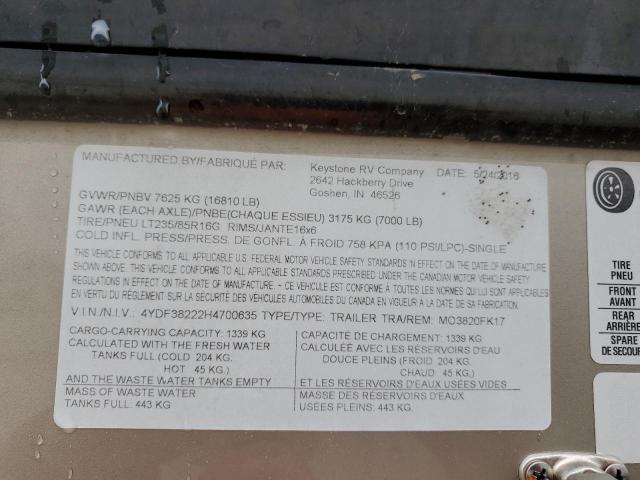 MANUFACTURED BY/FABRIQUÉ PAR: Keystone RV Company DATE: 5/24/2016
2642 Hackberry Drive
Goshen, IN 46526
GVWR/PNBV 7625 KG (16810 LB)
GAWR (EACH AXLE)/PNBE(CHAQUE ESSIEU) 3175 KG (7000 LB)
TIRE/PNEU LT235/85R16G RIMS/JANTE16x6
COLD INFL. PRESS/PRESS. DE GONFL. À FROID 758 KPA (110 PSI/LPC)-SINGLE
THIS VEHICLE CONFORMS TO ALL APPLICABLE U.S. FEDERAL MOTOR VEHICLE SAFETY STANDARDS IN EFFECT ON THE DATE OF MANUFACTURE
SHOWN ABOVE./THIS VEHICLE CONFORMS TO ALL APPLICABLE STANDARDS PRESCRIBED UNDER THE CANADIAN MOTOR VEHICLE SAFETY
REGULATIONS IN EFFECT ON THE DATE OF MANUFACTURE - CE VÉHICULE EST CONFORME À TOUTES LES NORMES QUI LUI SONT APPLICABLES
EN VERTU DU RÉGLEMENT SUR LA SÉCURITÉ DES VÉHICULES AUTOMOBILES DU CANADA EN VIGUEUR À LA DATE DE SA FABRICATION.
V.I.N./N.I.V.: 4YDF38222H4700635 TYPE/TYPE: TRAILER TRA/REM: MO3820FK17
CARGO-CARRYING CAPACITY: 1339 KG
CALCULATED WITH THE FRESH WATER
TANKS FULL (COLD 204 KG.
HOT 45 KG.)
AND THE WASTE WATER TANKS EMPTY
MASS OF WASTE WATER
TANKS FULL: 443 KG
CAPACITÉ DE CHARGEMENT: 1339 KG
CALCULÉE AVEC LES RÉSERVOIRS D'EAU
DOUCE PLEINS (FROID 204 KG.
CHAUD 45 KG.)
ET LES RÉSERVOIRS D'EAUX USÉES VIDES
MASSE DES RÉSERVOIRS D'EAUX
USÉES PLEINS: 443 KG
TIRE
PNEU
FRONT
AVANT
REAR
ARRIÈRE
SPARE
DE SECOU